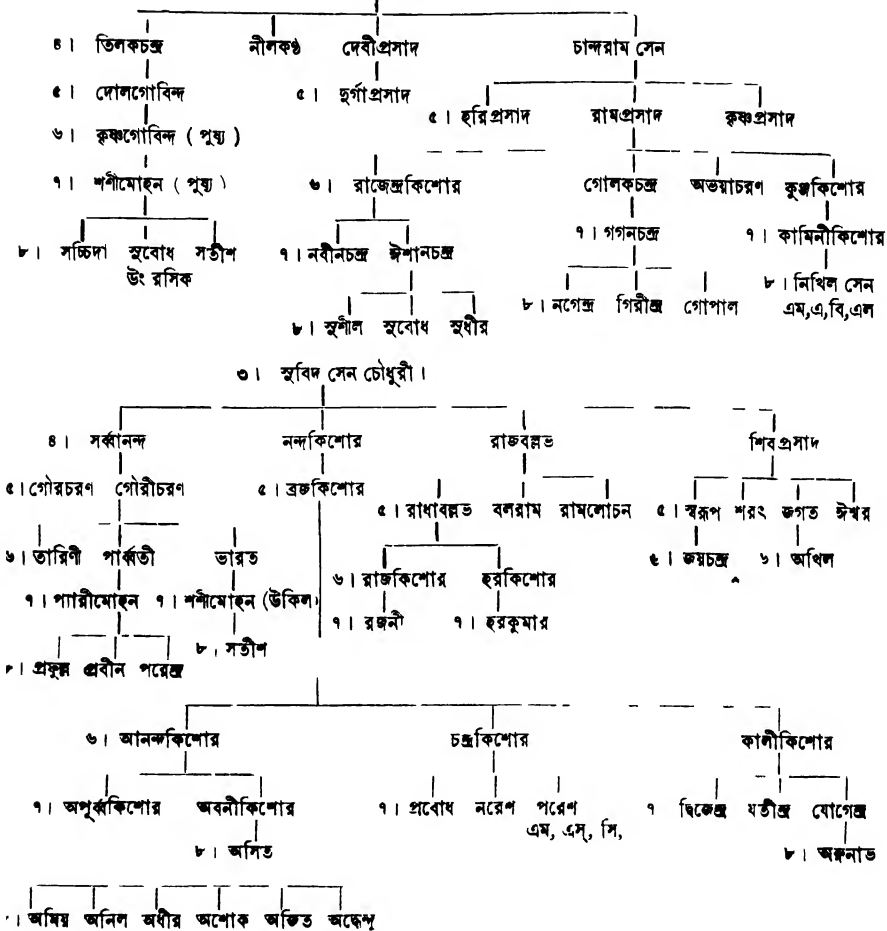 ৪। তিলকচন্দ্র নীলকণ্ঠ দেবীপ্রসাদ চান্দরাম সেন
৫। দোলগোবিন্দ ৫। দুর্গাপ্রসাদ
৫। হরিপ্রসাদ রামপ্রসাদ কৃষ্ণপ্রসাদ
৬। কৃষ্ণগোবিন্দ ( পুষ্য )
৭। শশীমোহন ( পুষ্য ) ৬। রাজেন্দ্রকিশোর গোলকচন্দ্র অভয়াচরণ কুঞ্জকিশোর
৭। গগনচন্দ্র ৭। কামিনীকিশোর
৮। সচ্চিদা সুবোধ সতীশ ৭। নবীনচন্দ্র ঈশানচন্দ্র
উং রসিক
৮। নিখিল সেন
৮। নগেন্দ্র গিরীন্দ্র গোপাল এম,এ,বি,এল
৮। সুশীল সুবোধ সুধীর
৩। সুবিদ সেন চৌধুরী।
৪। সর্ব্বানন্দ নন্দকিশোর রাজবল্লভ শিবপ্রসাদ
৫। গৌরচরণ গৌরীচরণ ৫। ব্রজকিশোর
৫। রাধাবল্লভ বলরাম রামলোচন ৫। স্বরূপ শরৎ জগত ঈশ্বর
৬। তারিণী পার্ব্বতী ভারত ৬। জয়চন্দ্র ৬। অখিল
৬। রাজকিশোর হরকিশোর
৭। প্যারীমোহন ৭। শশীমোহন (উকিল)
৭। রজনী ৭। হরকুমার
৮। সতীশ
৮। প্রফুল্ল প্রবীন পরেন্দ্র
৬। আনন্দকিশোর চন্দ্রকিশোর কালীকিশোর
৭। অপূর্ব্বকিশোর অবনীকিশোর ৭। প্রবোধ নরেশ পরেশ ৭ দ্বিজেন্দ্র যতীন্দ্র যোগেন্দ্র
এম, এস্, সি,
৮। অসিত ৮। অরুনাভ
। অমিয় অনিল অধীর অশোক অজিত অর্দ্ধেন্দু